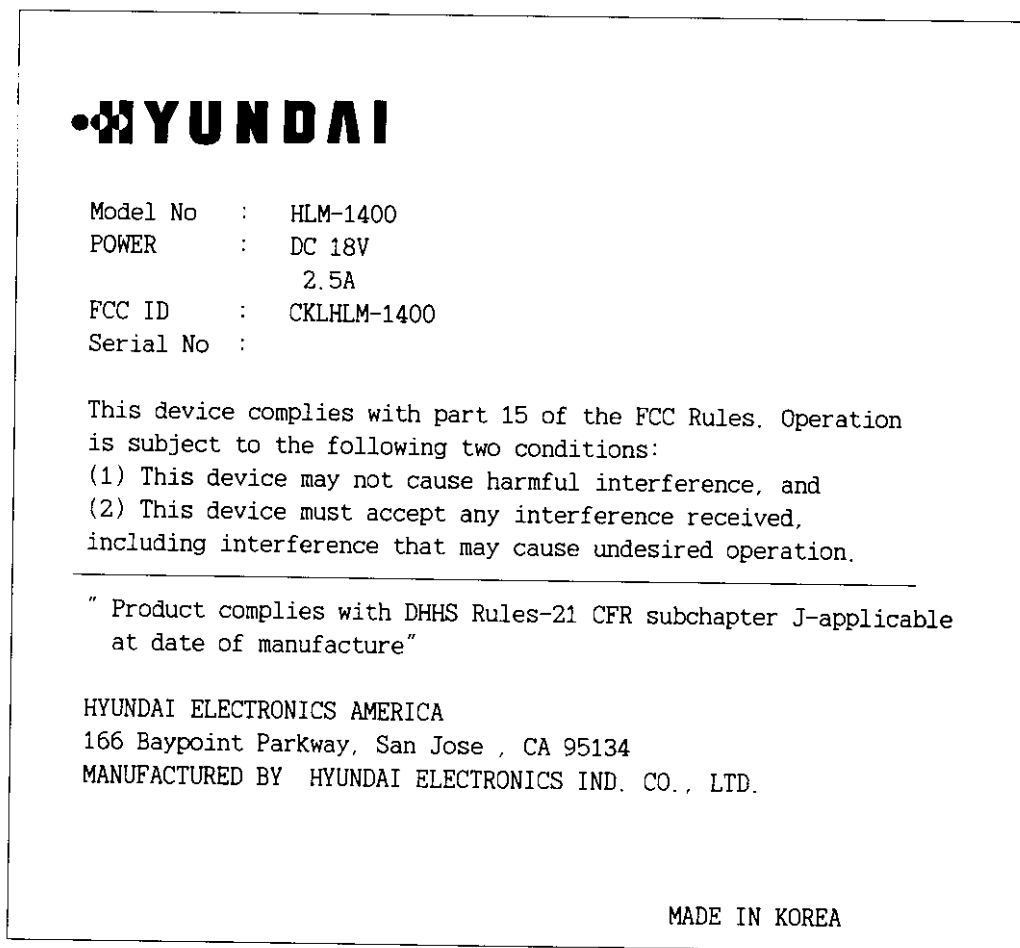 HYUNDAI
Model No : HLM-1400
POWER : DC 18V
2.5A
FCC ID : CKLHLM-1400
Serial No :
This device complies with part 15 of the FCC Rules. Operation
is subject to the following two conditions:
(1) This device may not cause harmful interference, and
(2) This device must accept any interference received,
including interference that may cause undesired operation.
" Product complies with DHHS Rules-21 CFR subchapter J-applicable
at date of manufacture"
HYUNDAI ELECTRONICS AMERICA
166 Baypoint Parkway, San Jose , CA 95134
MANUFACTURED BY HYUNDAI ELECTRONICS IND. CO., LTD.
MADE IN KOREA